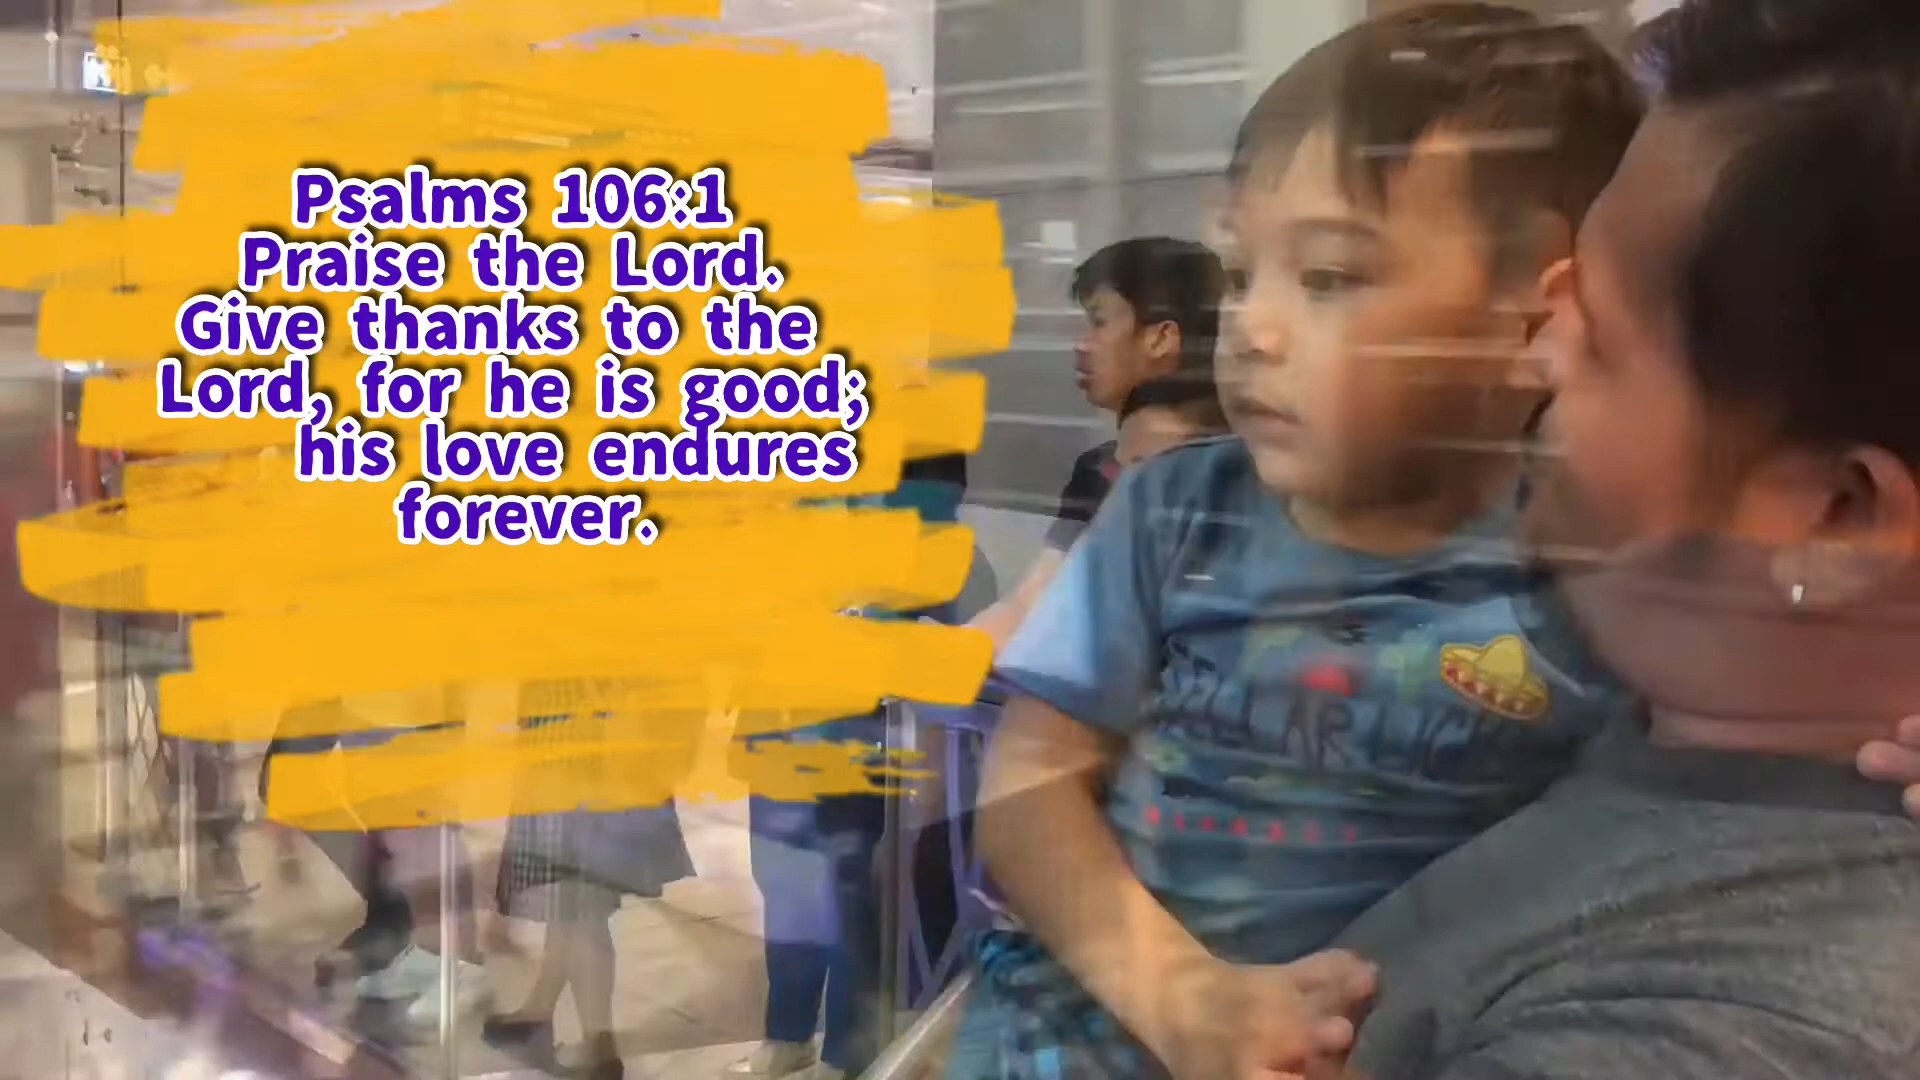 Psalms 106:1
Praise the Lord.
Give thanks to the
Lord, for he is good;
his love endures
forever.